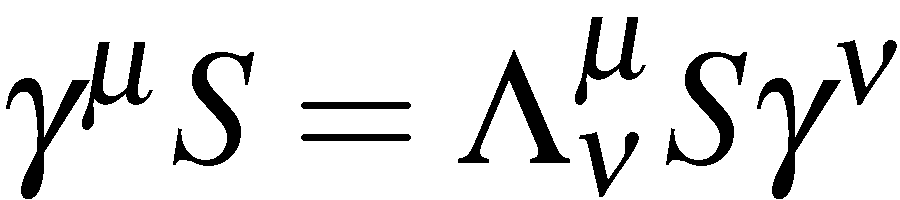 γ^μ S = Λ^μ_ν S γ^ν